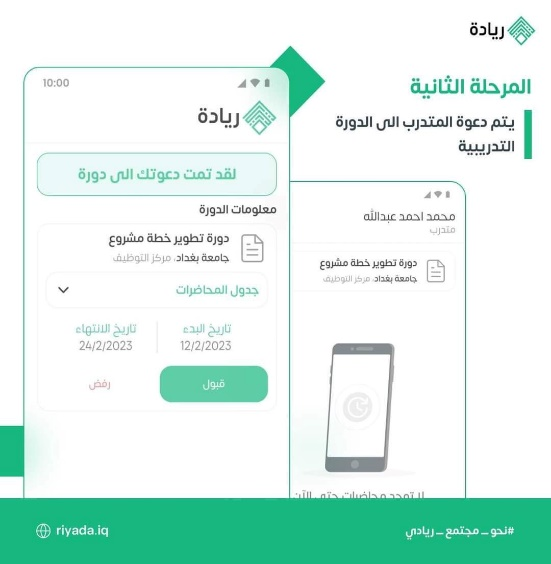 ريادة
المرحلة الثانية
يتم دعوة المتدرب الى الدورة
التدريبية
10:00
ريادة
لقد تمت دعوتك الى دورة
معلومات الدورة
دورة تطوير خطة مشروع
جامعة بغداد، مركز التوظيف
جدول المحاضرات
تاريخ البدء
12/2/2023
تاريخ الانتهاء
24/2/2023
قبول
رفض
محمد احمد عبدالله
متدرب
دورة تطوير خطة مشروع
جامعة بغداد، مركز التوظيف
لا توجد محاضرات حتى الآن
#نحو_مجتمع_ريادي
riyada.iq